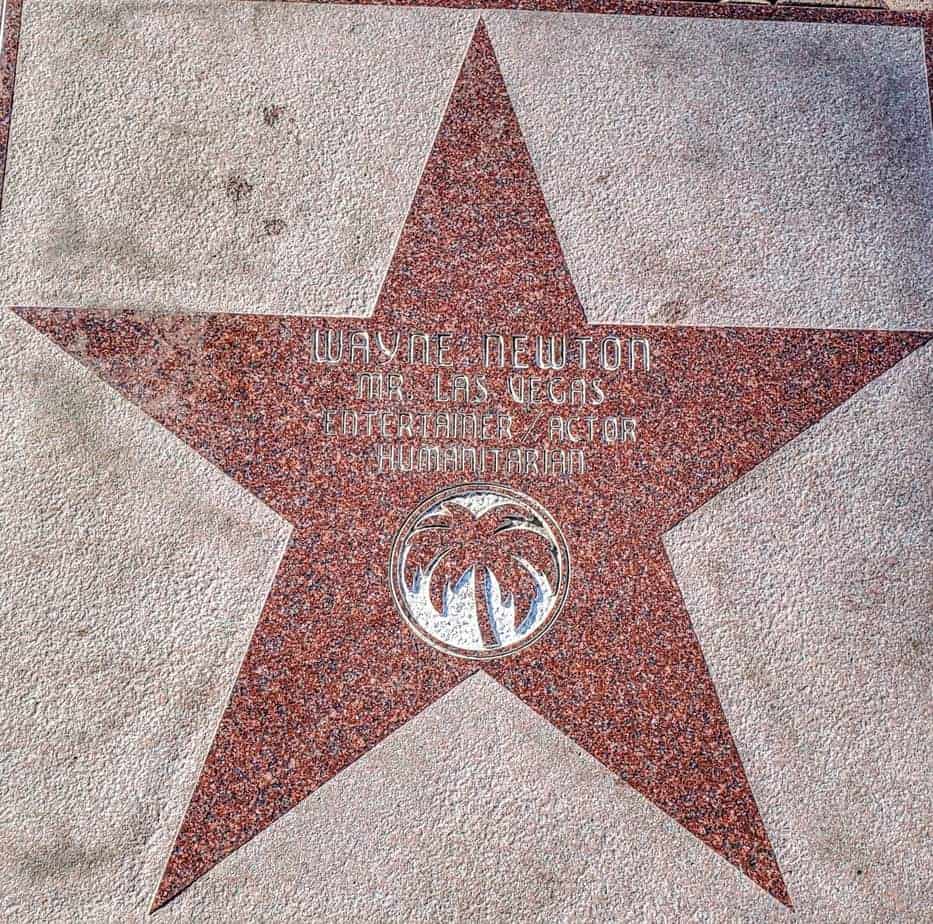 WAYNE NEWTON
MR. LAS VEGAS
ENTERTAINER/ACTOR
HUMANITARIAN